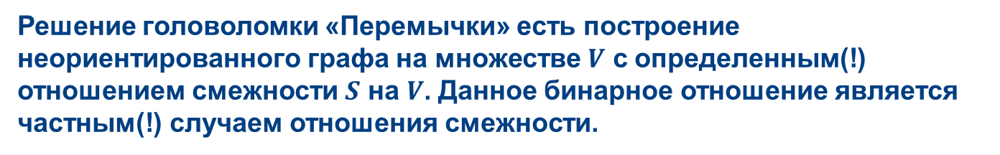 Решение головоломки «Перемычки» есть построение
неориентированного графа на множестве V с определенным(!)
отношением смежности S на V. Данное бинарное отношение является
частным(!) случаем отношения смежности.